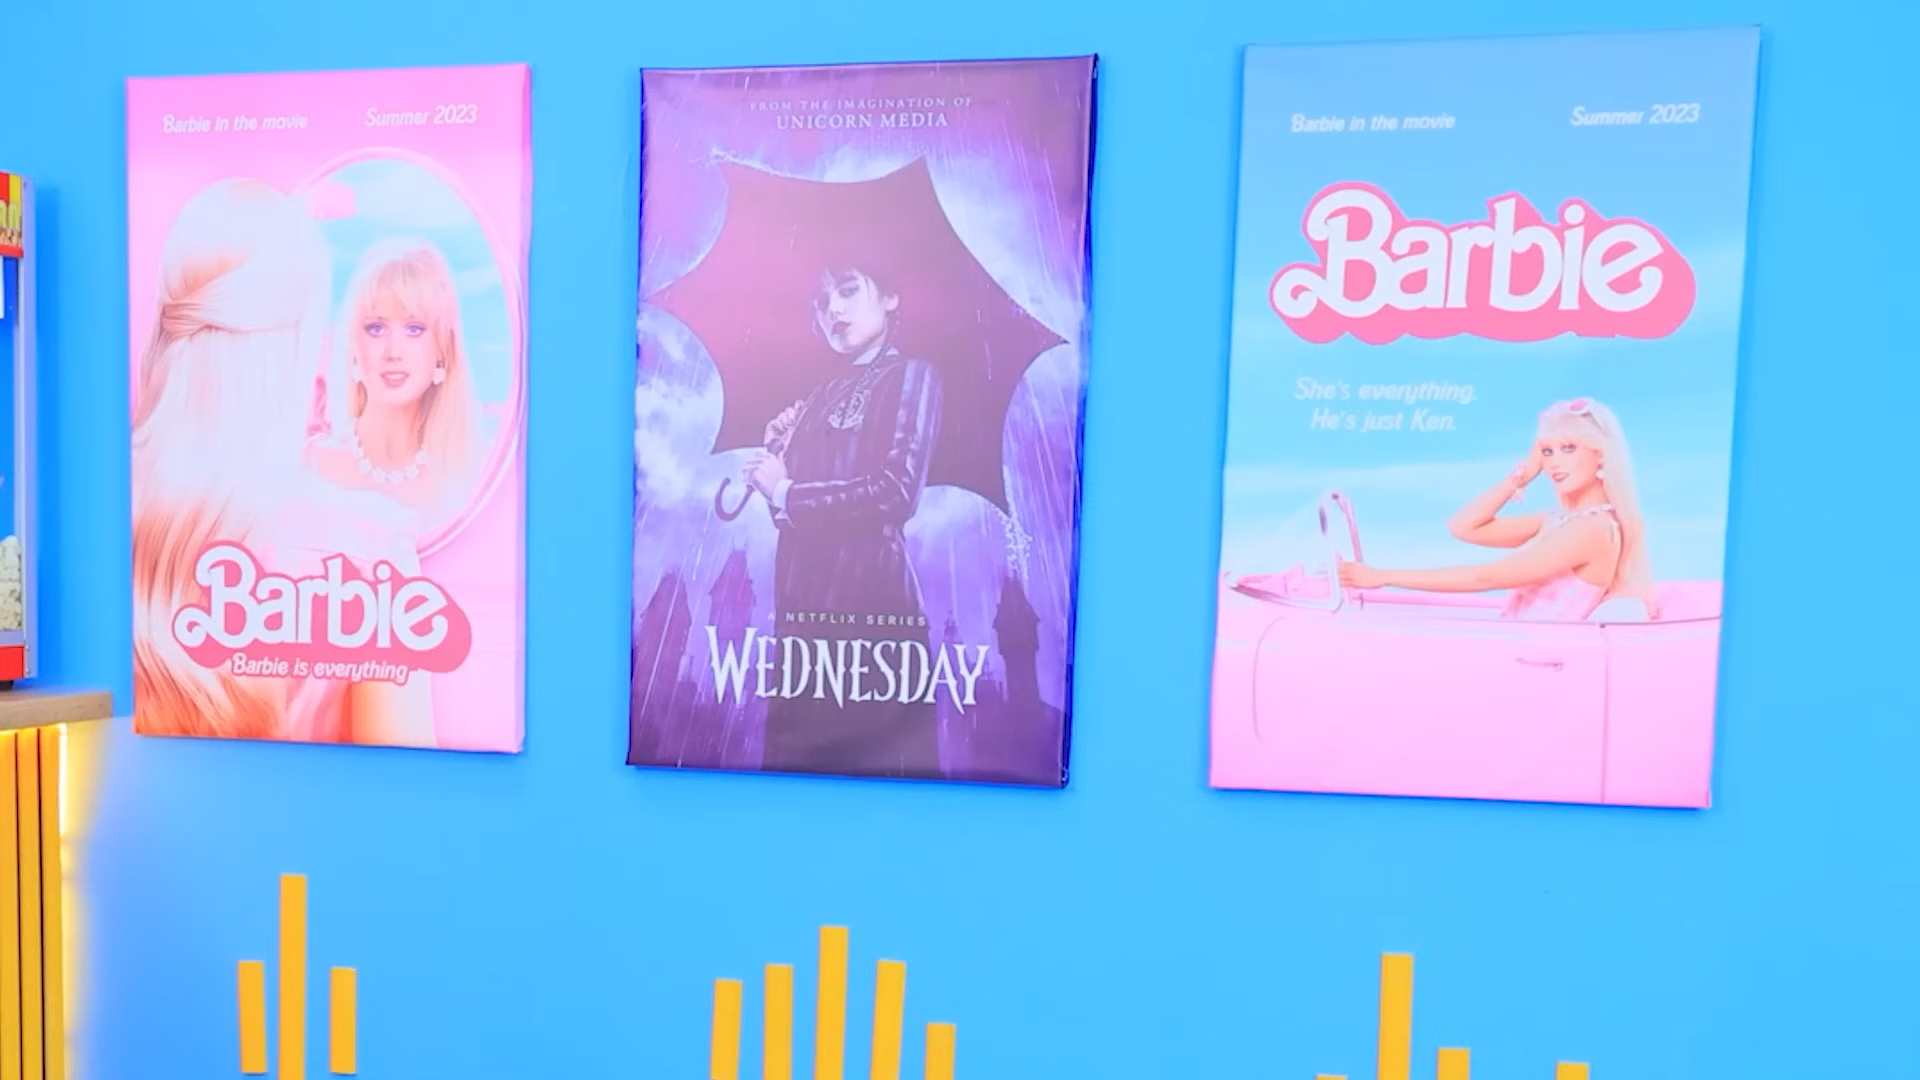 Barbie in the movie
Summer 2023
Barbie
Barbie is everything
FROM THE IMAGINATION OF
UNICORN MEDIA
A NETFLIX SERIES
WEDNESDAY
Barbie in the movie
Summer 2023
Barbie
She's everything.
He's just Ken.